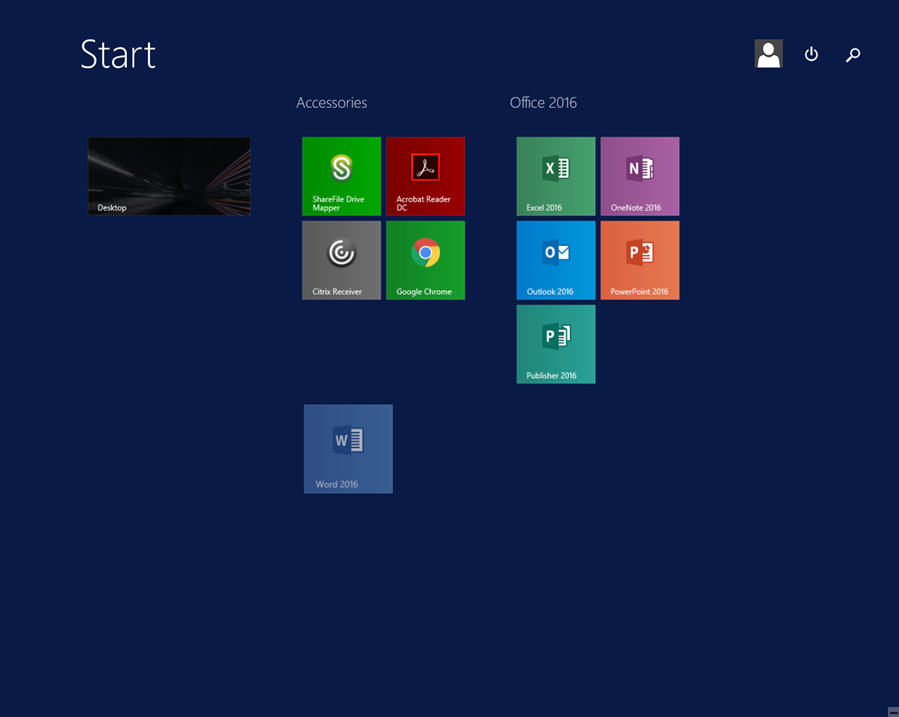 Start
Accessories
Office 2016
Desktop
ShareFile Drive
Mapper
Acrobat Reader
DC
Citrix Receiver
Google Chrome
Excel 2016
OneNote 2016
Outlook 2016
PowerPoint 2016
Publisher 2016
Word 2016